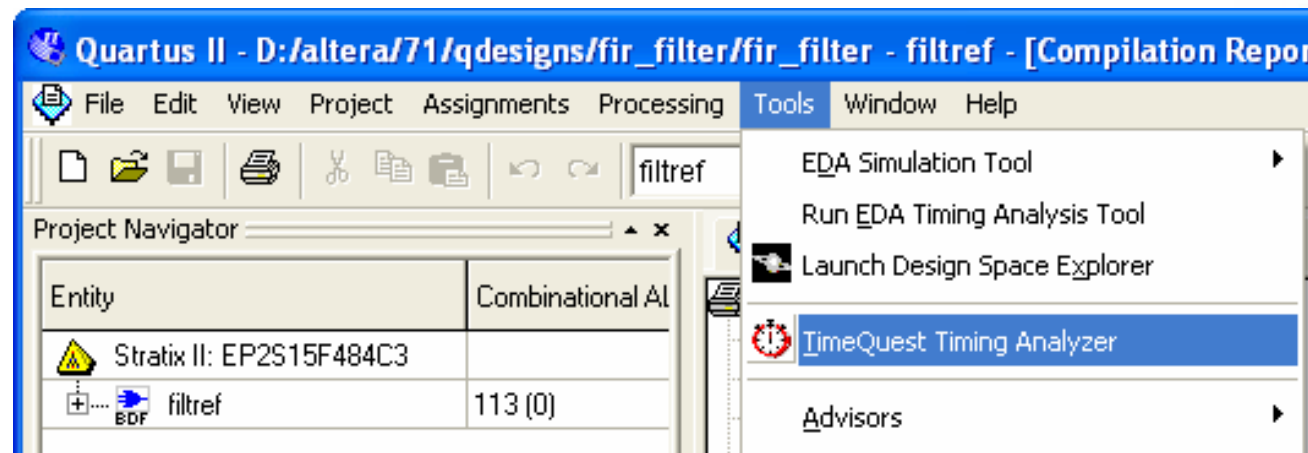 Quartus II - D:/altera/71/qdesigns/fir_filter/fir_filter - filtref - [Compilation Repor
File Edit View Project Assignments Processing Tools Window Help
filtref
EDA Simulation Tool
Run EDA Timing Analysis Tool
Launch Design Space Explorer
TimeQuest Timing Analyzer
Advisors
Project Navigator
Entity Combinational AL
Stratix II: EP2S15F484C3
BDF filtref 113 (0)